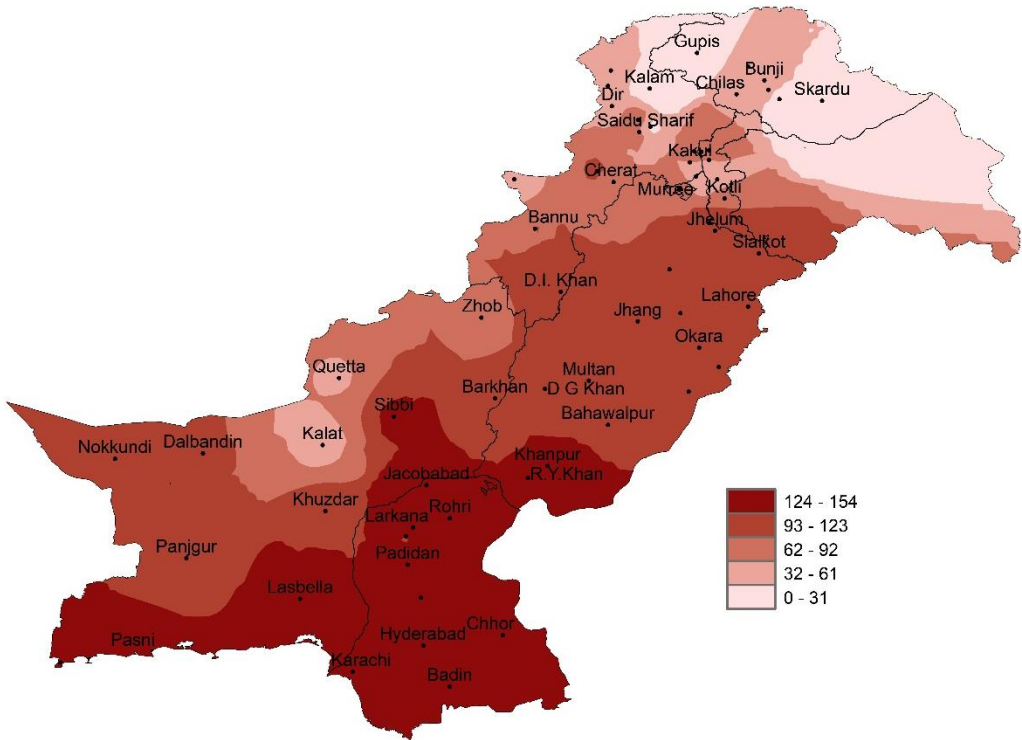 Gupis
Kalam
Chilas
Bunji
Skardu
Dir
Saidu Sharif
Kakul
Cherat
Murree
Kotli
Bannu
Jhelum
Sialkot
D.I. Khan
Zhob
Jhang
Lahore
Okara
Quetta
Multan
Barkhan
D G Khan
Sibbi
Bahawalpur
Kalat
Nokkundi
Dalbandin
Khanpur
Jacobabad
R.Y.Khan
Khuzdar
Rohri
Larkana
Panjgur
Padidan
Lasbella
Pasni
Hyderabad
Chhor
Karachi
Badin
124 - 154
93 - 123
62 - 92
32 - 61
0 - 31